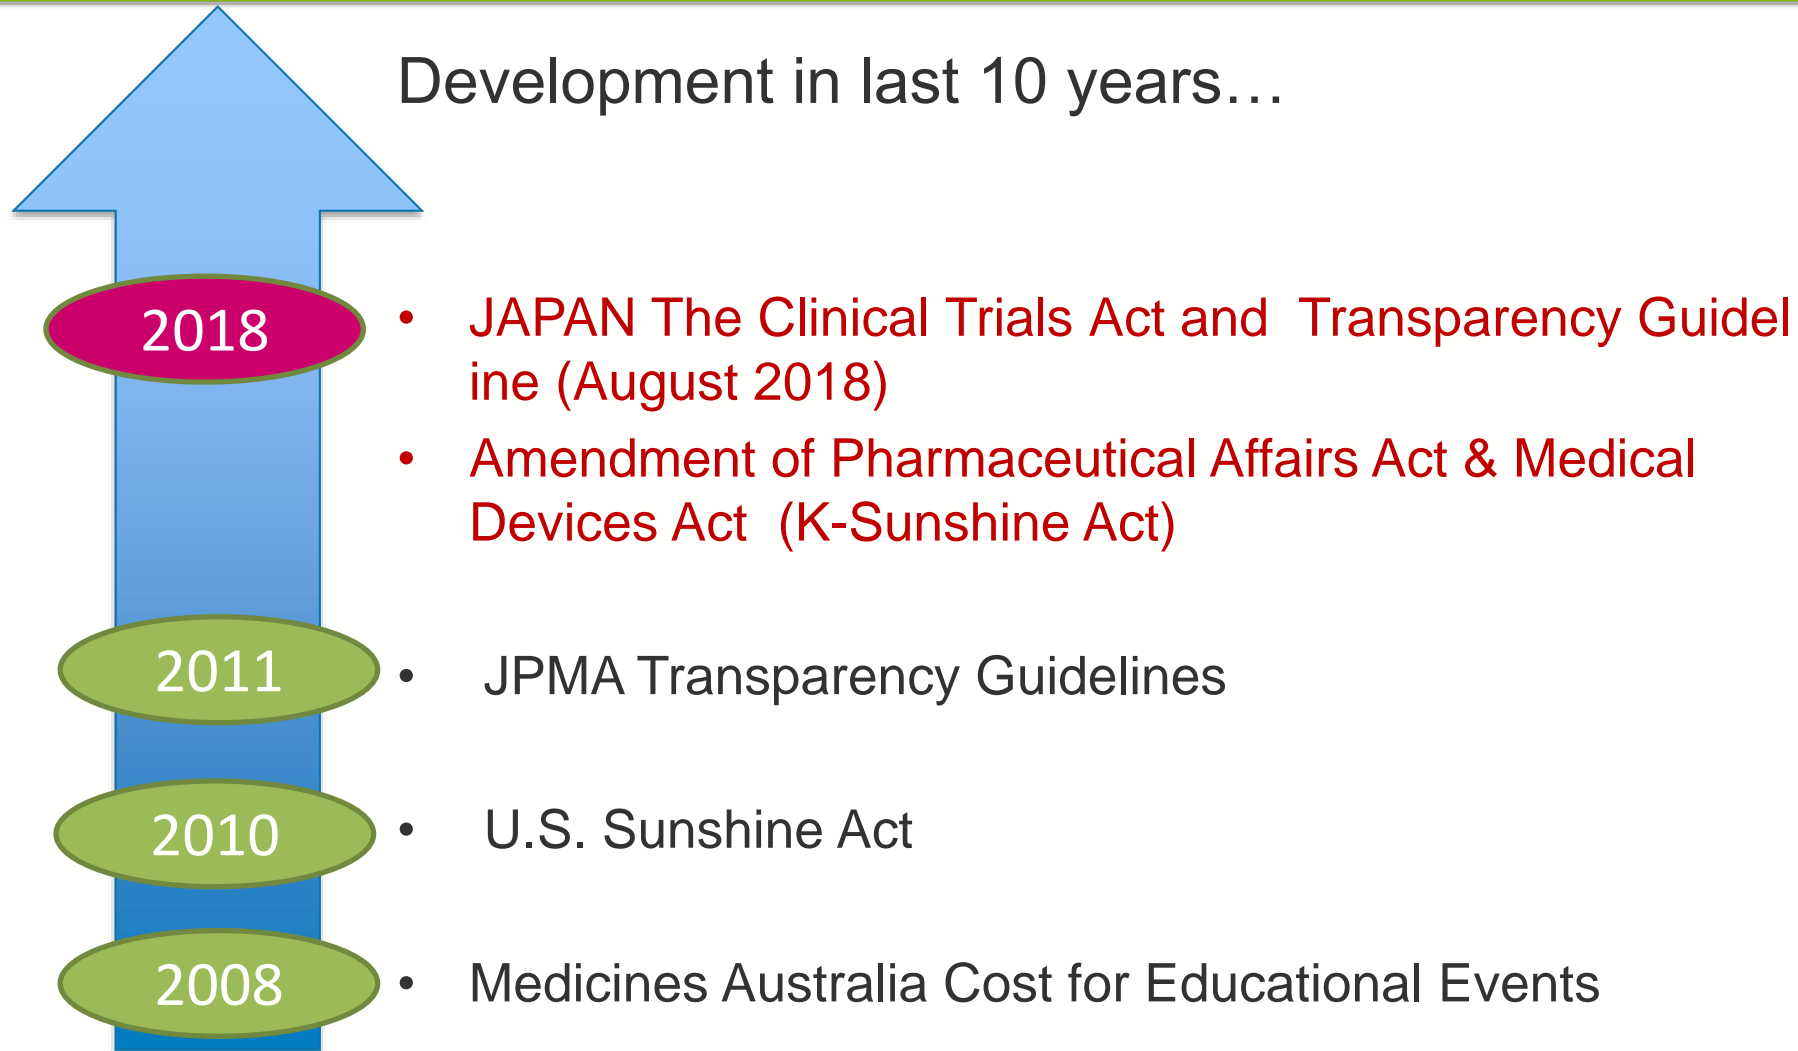 Development in last 10 years…
2018
• JAPAN The Clinical Trials Act and  Transparency Guidel
ine (August 2018)
• Amendment of Pharmaceutical Affairs Act & Medical
Devices Act  (K-Sunshine Act)
2011
• JPMA Transparency Guidelines
2010
• U.S. Sunshine Act
2008
• Medicines Australia Cost for Educational Events